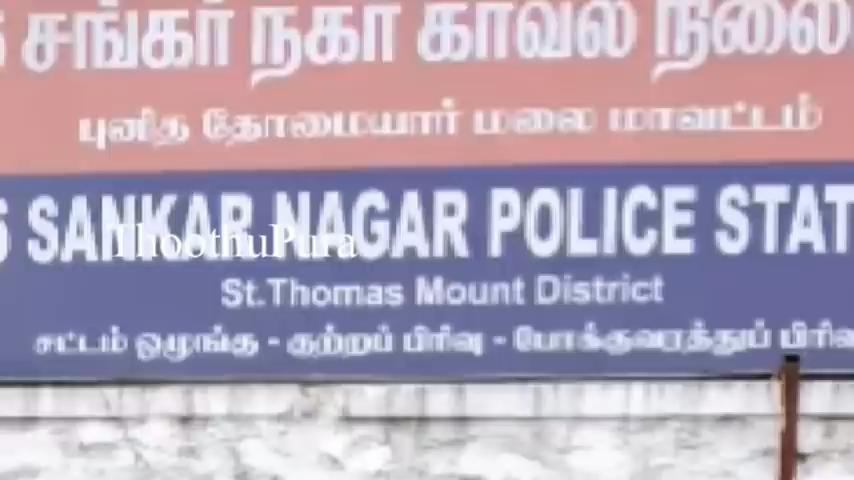 சங்கர் நகர் காவல் நிலை
புனித தோமையார் மலை மாவட்டம்
SANKAR NAGAR POLICE STAT
ThoothuPura
St.Thomas Mount District
சட்டம் ஒழுங்கு - குற்றப் பிரிவு - போக்குவரத்துப் பிரிவு